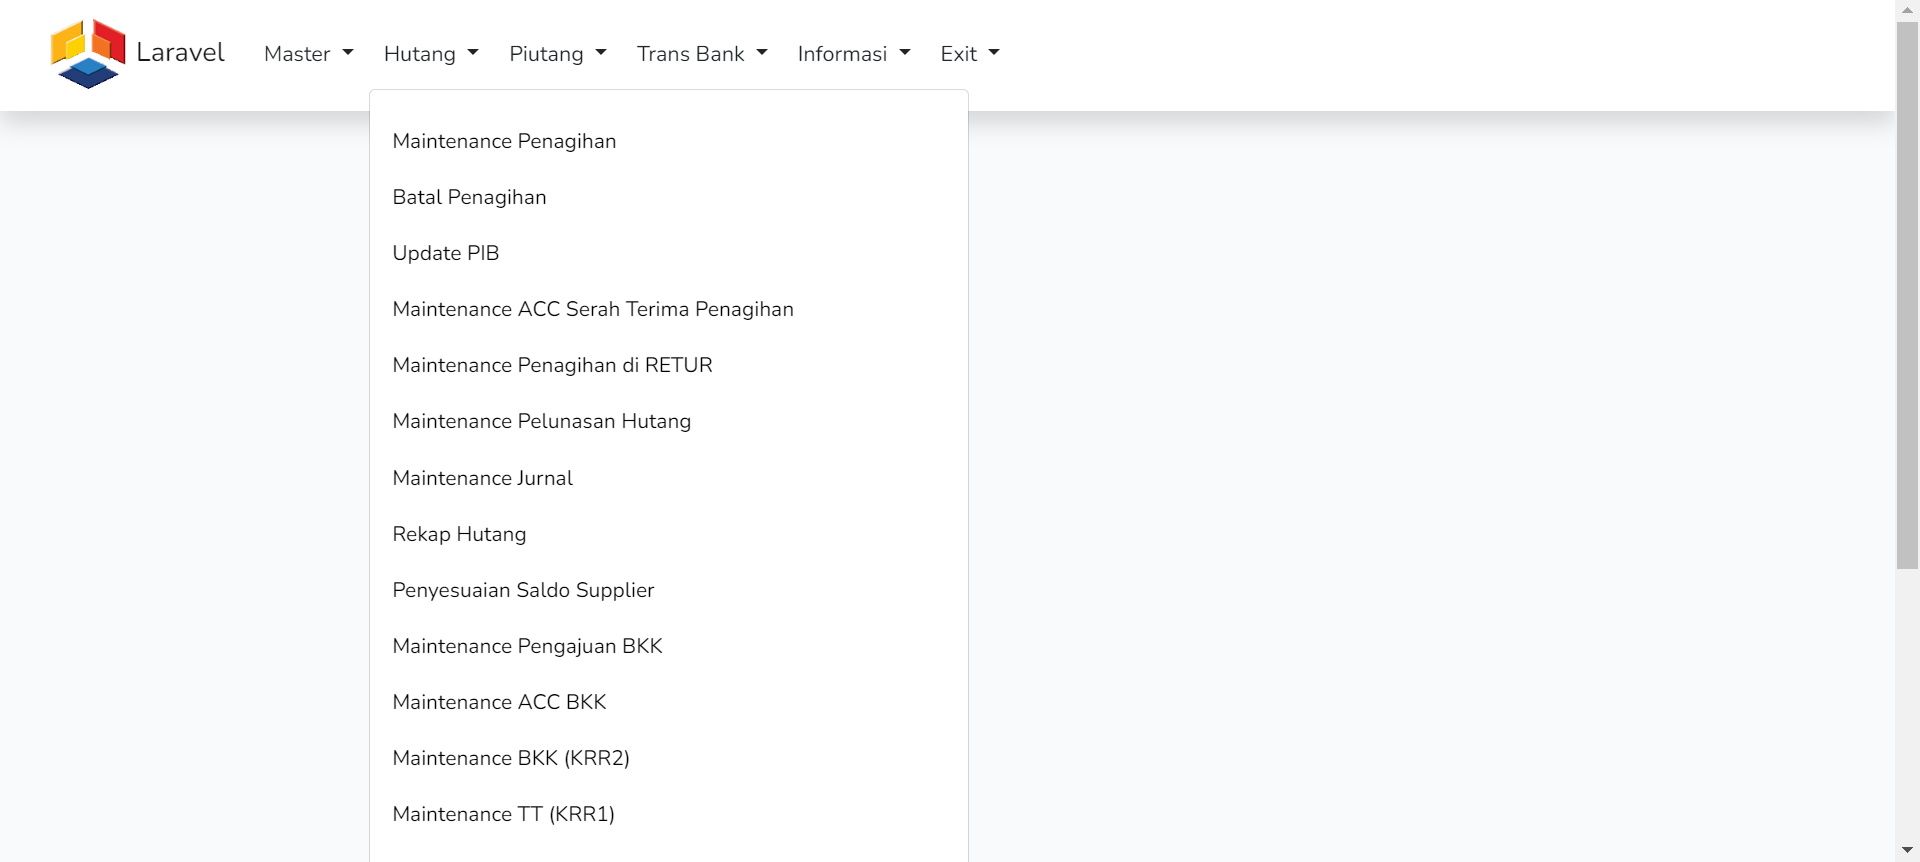 Laravel Master Hutang Piutang Trans Bank Informasi Exit
Maintenance Penagihan
Batal Penagihan
Update PIB
Maintenance ACC Serah Terima Penagihan
Maintenance Penagihan di RETUR
Maintenance Pelunasan Hutang
Maintenance Jurnal
Rekap Hutang
Penyesuaian Saldo Supplier
Maintenance Pengajuan BKK
Maintenance ACC BKK
Maintenance BKK (KRR2)
Maintenance TT (KRR1)